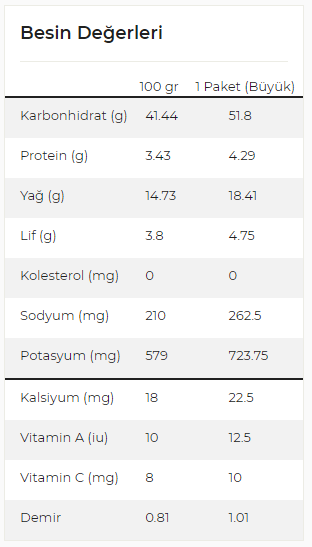 Besin Değerleri
100 gr 1 Paket (Büyük)
Karbonhidrat (g) 41.44 51.8
Protein (g) 3.43 4.29
Yağ (g) 14.73 18.41
Lif (g) 3.8 4.75
Kolesterol (mg) 0 0
Sodyum (mg) 210 262.5
Potasyum (mg) 579 723.75
Kalsiyum (mg) 18 22.5
Vitamin A (iu) 10 12.5
Vitamin C (mg) 8 10
Demir 0.81 1.01